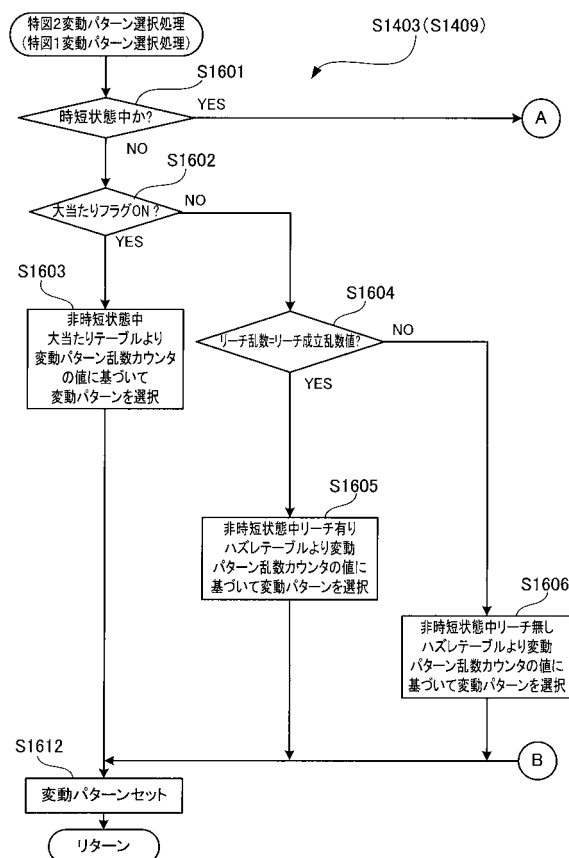 特図2変動パターン選択処理
(特図1変動パターン選択処理)
S1403(S1409)
S1601
時短状態中か?
YES
A
NO
S1602
大当たりフラグON?
NO
YES
S1603
非時短状態中
大当たりテーブルより
変動パターン乱数カウンタ
の値に基づいて
変動パターンを選択
S1604
リーチ乱数=リーチ成立乱数値?
NO
YES
S1605
非時短状態中リーチ有り
ハズレテーブルより変動
パターン乱数カウンタの値に
基づいて変動パターンを選択
S1606
非時短状態中リーチ無し
ハズレテーブルより変動
パターン乱数カウンタの値に
基づいて変動パターンを選択
B
S1612
変動パターンセット
リターン